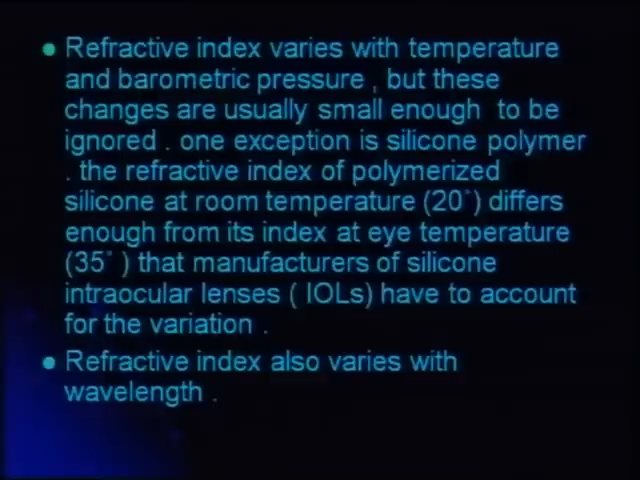 Refractive index varies with temperature
and barometric pressure , but these
changes are usually small enough to be
ignored . one exception is silicone polymer
. the refractive index of polymerized
silicone at room temperature (20˚) differs
enough from its index at eye temperature
(35˚ ) that manufacturers of silicone
intraocular lenses ( IOLs) have to account
for the variation .
Refractive index also varies with
wavelength .